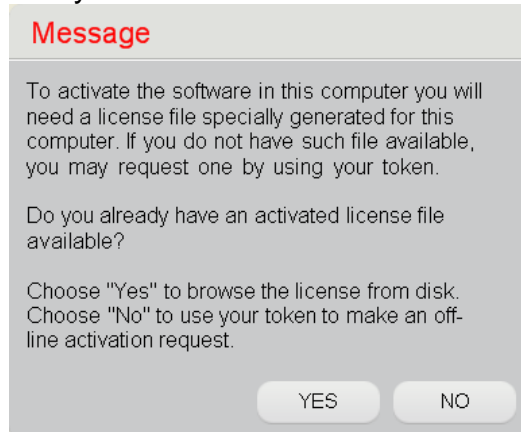 Message
To activate the software in this computer you will
need a license file specially generated for this
computer. If you do not have such file available,
you may request one by using your token.
Do you already have an activated license file
available?
Choose "Yes" to browse the license from disk.
Choose "No" to use your token to make an off-
line activation request.
YES NO